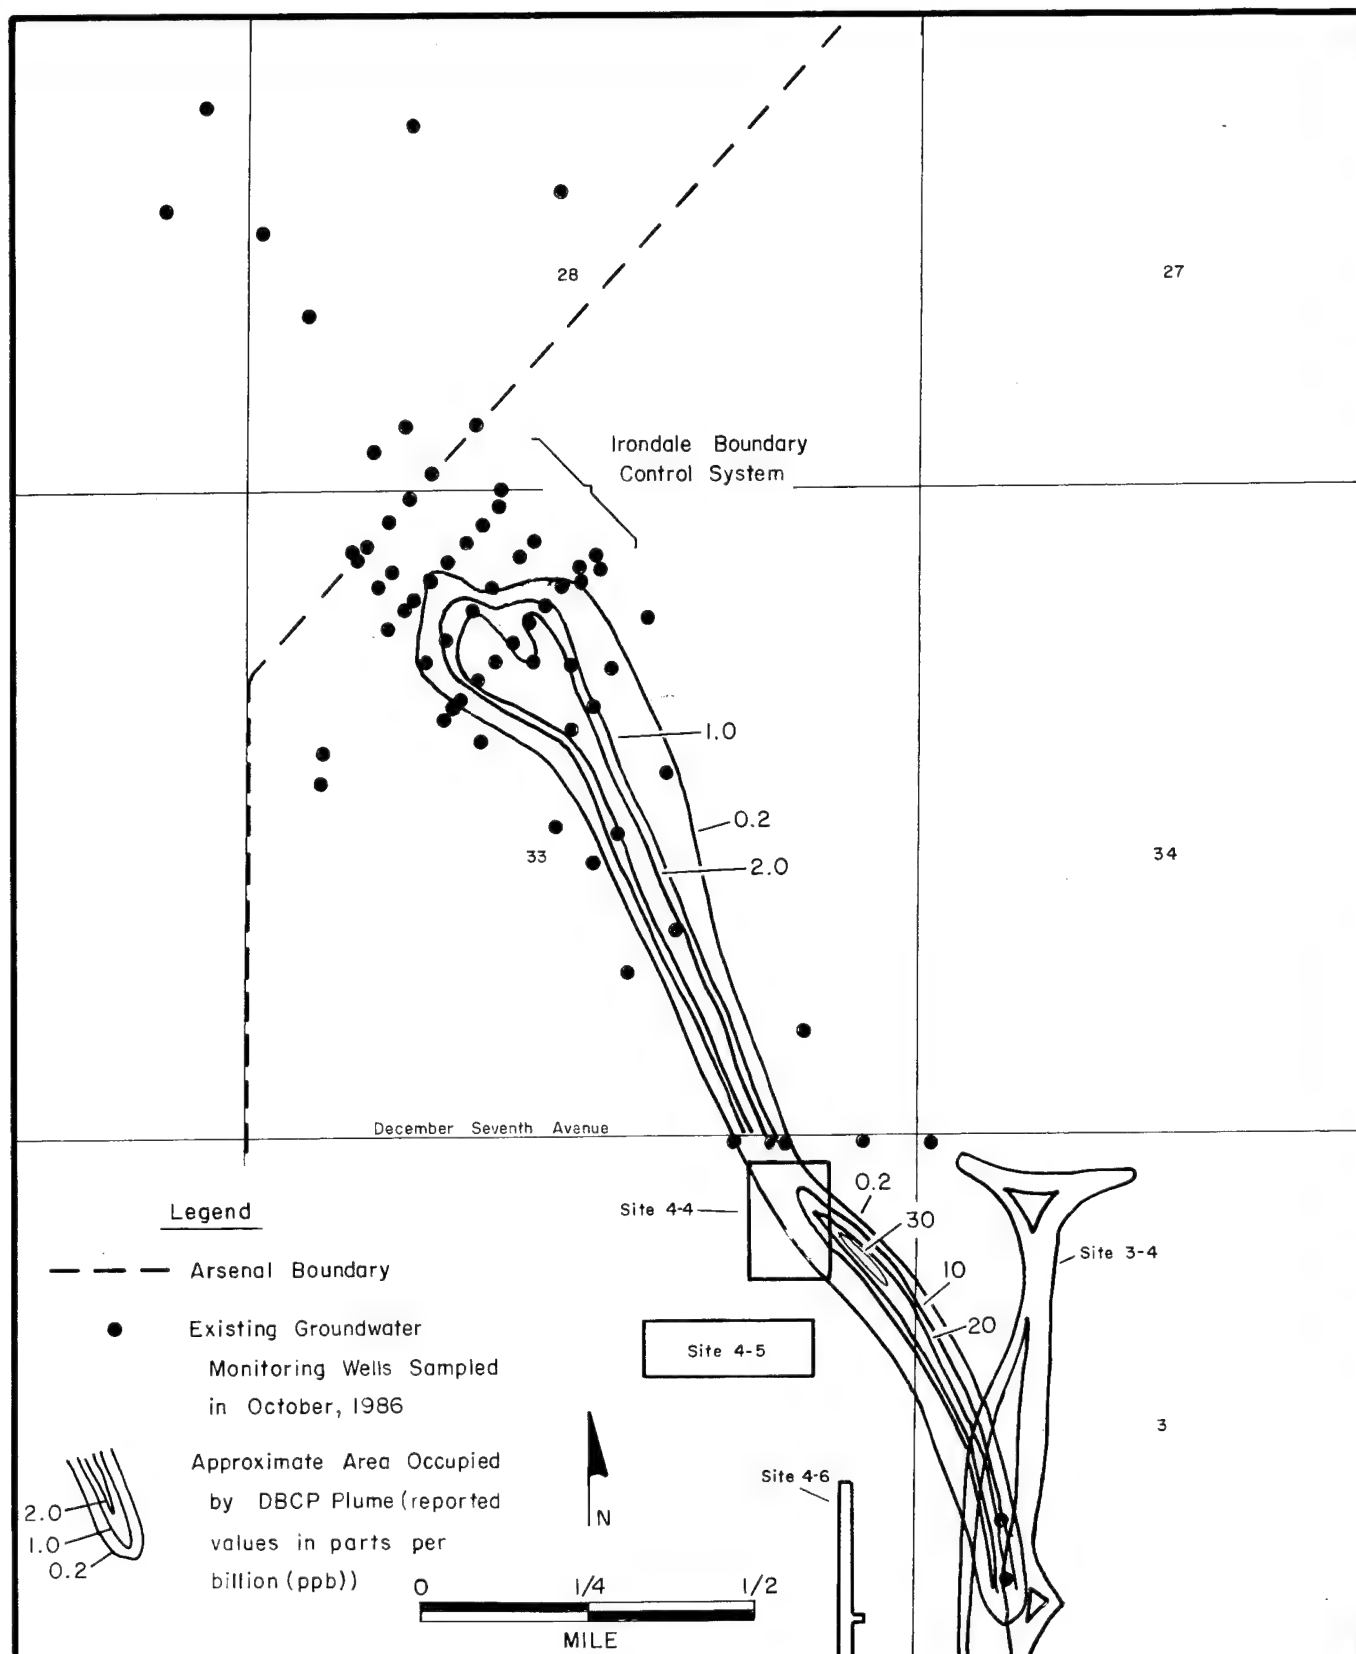 28
27
Irondale Boundary
Control System
1.0
0.2
2.0
33
34
December Seventh Avenue
0.2
Site 4-4
30
Site 3-4
10
20
Site 4-5
3
Site 4-6
Legend
Arsenal Boundary
Existing Groundwater
Monitoring Wells Sampled
in October, 1986
Approximate Area Occupied
by DBCP Plume (reported
values in parts per
billion (ppb))
2.0
1.0
0.2
N
0 1/4 1/2
MILE